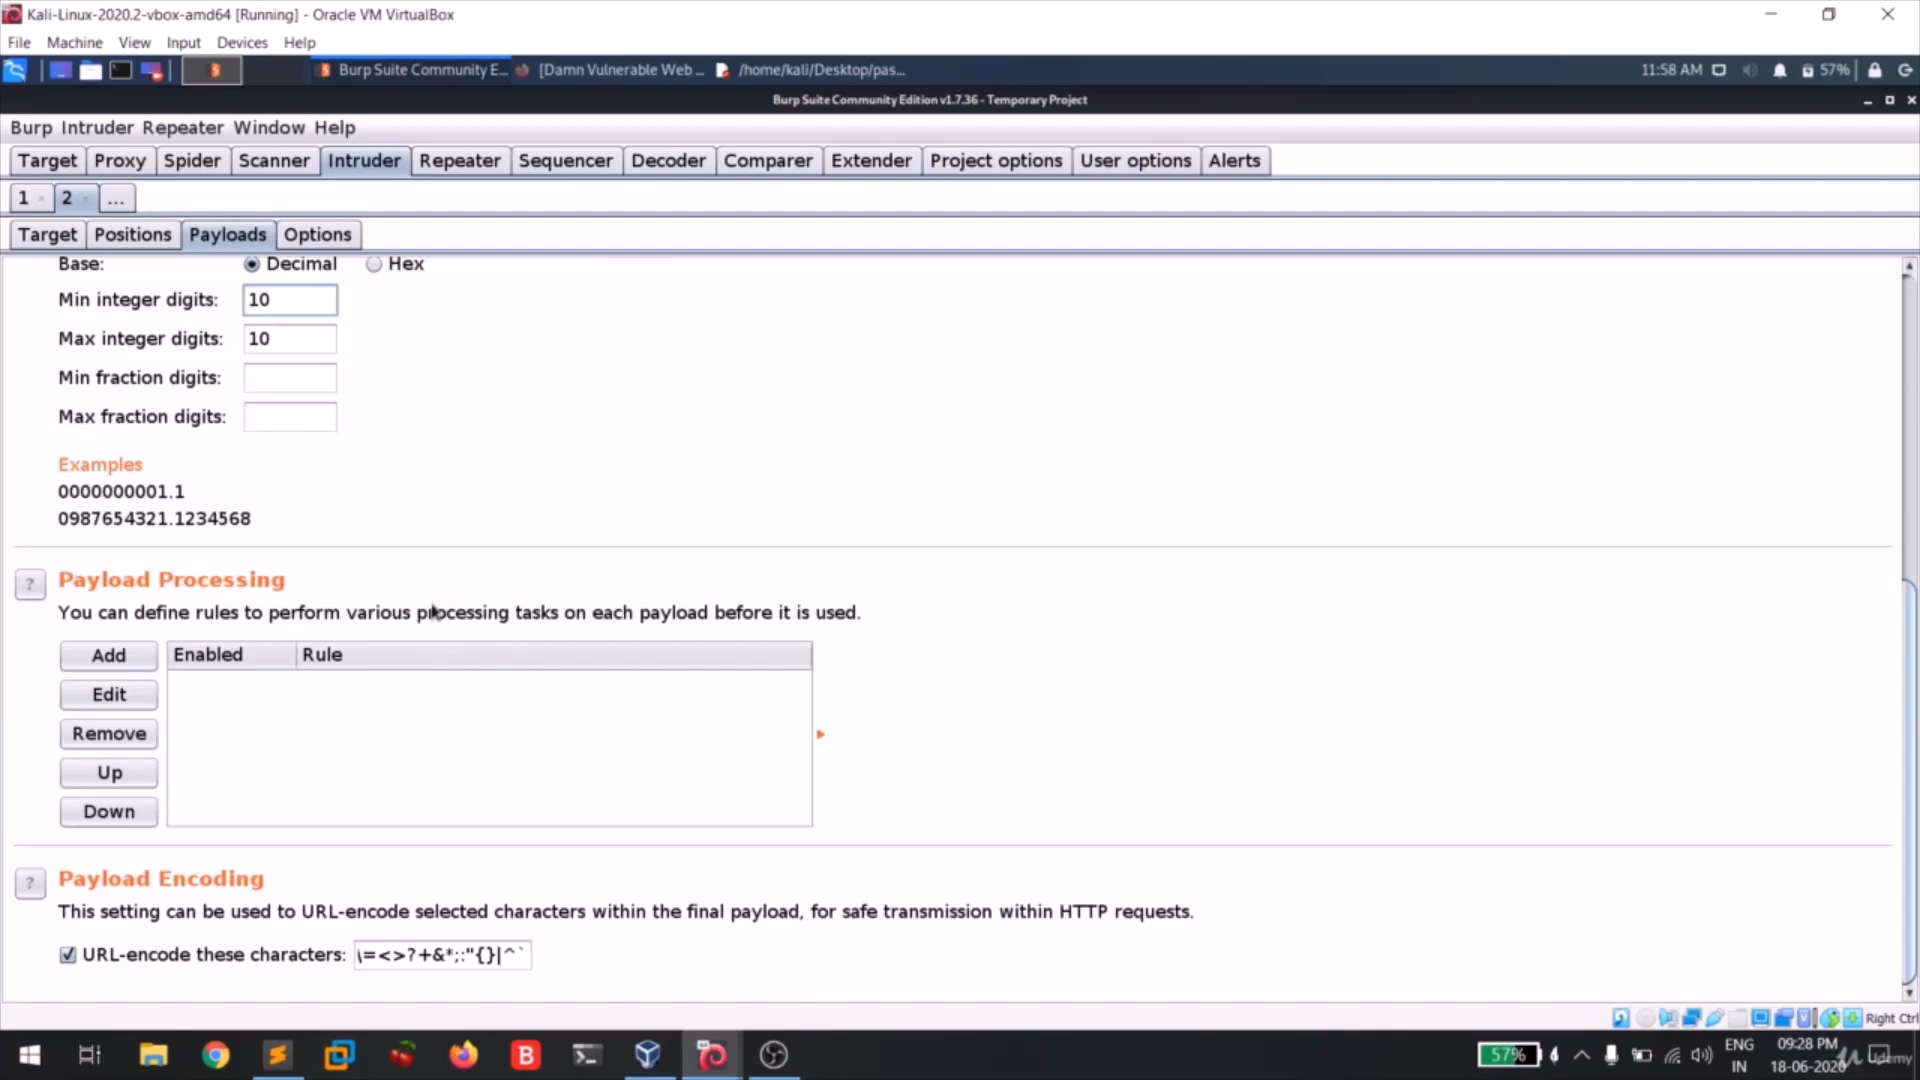 Kali-Linux-2020.2-vbox-amd64 [Running] - Oracle VM VirtualBox
File Machine View Input Devices Help
Burp Suite Community E... [Damn Vulnerable Web ... /home/kali/Desktop/pas... 11:58 AM 57%
Burp Suite Community Edition v1.7.36 - Temporary Project
Burp Intruder Repeater Window Help
Target Proxy Spider Scanner Intruder Repeater Sequencer Decoder Comparer Extender Project options User options Alerts
1 × 2 × ...
Target Positions Payloads Options
Base: Decimal Hex
Min integer digits: 10
Max integer digits: 10
Min fraction digits:
Max fraction digits:
Examples
0000000001.1
0987654321.1234568
? Payload Processing
You can define rules to perform various processing tasks on each payload before it is used.
Add Enabled Rule
Edit
Remove
Up
Down
? Payload Encoding
This setting can be used to URL-encode selected characters within the final payload, for safe transmission within HTTP requests.
URL-encode these characters: \=<>?+&*;:"{}|^`
Right Ctrl
57% ENG 09:28 PM
IN 18-06-2020 Udemy